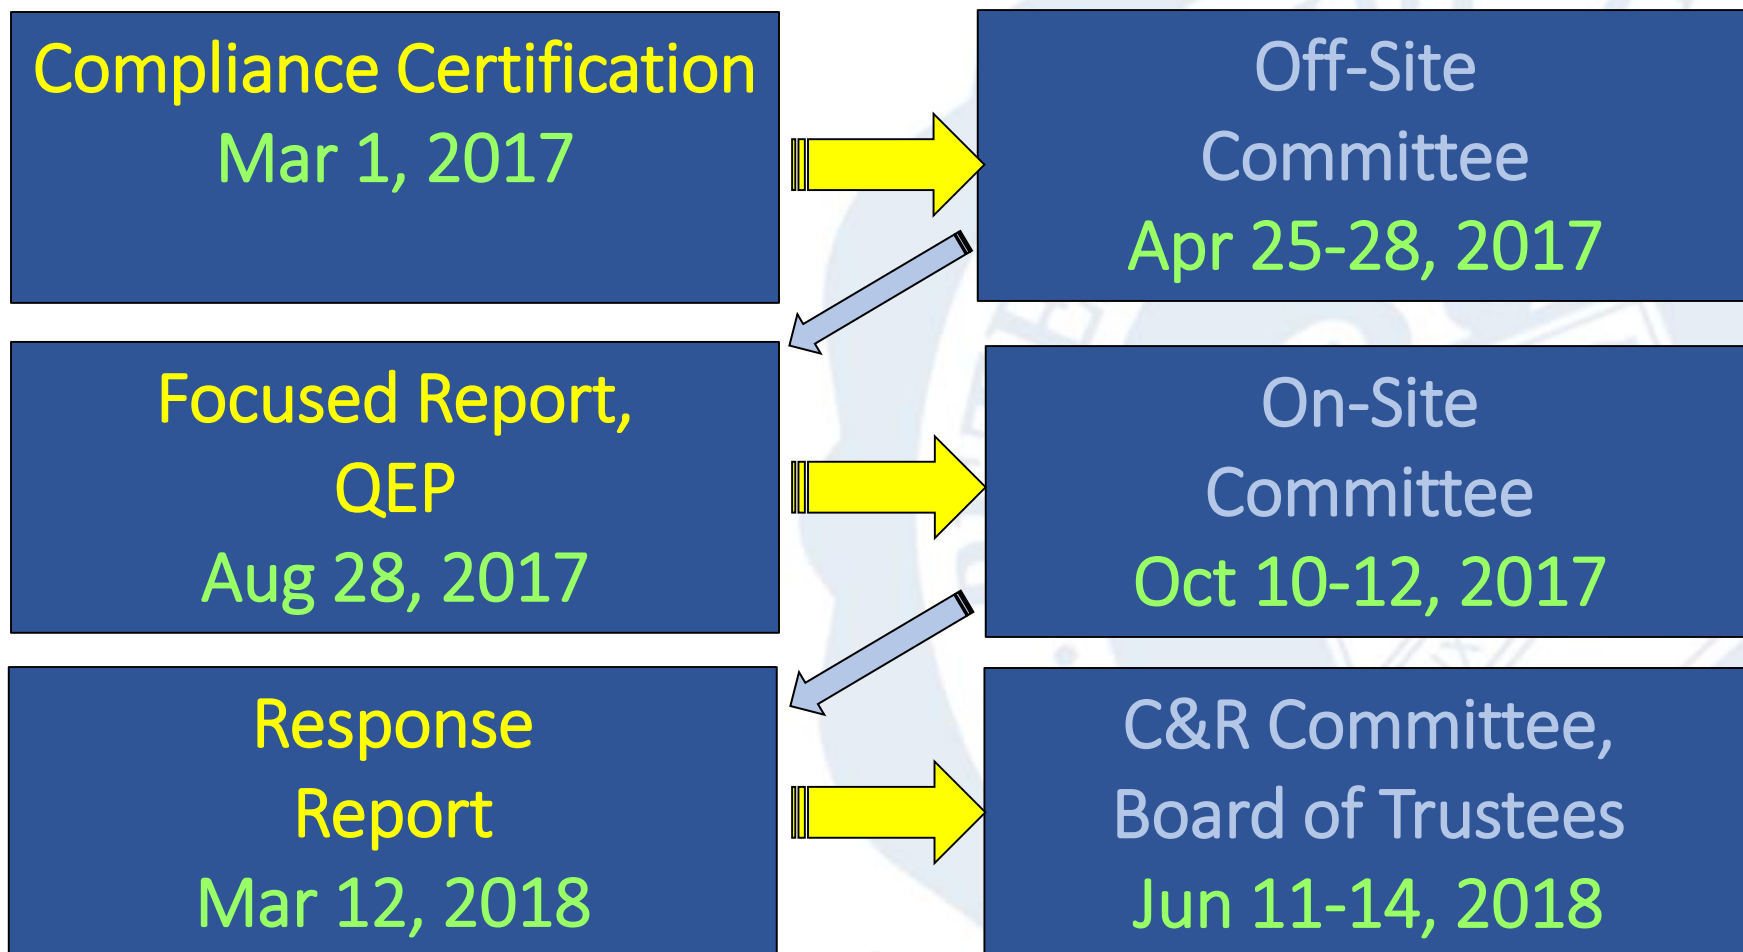 Compliance Certification
Mar 1, 2017
Off-Site
Committee
Apr 25-28, 2017
Focused Report,
QEP
Aug 28, 2017
On-Site
Committee
Oct 10-12, 2017
Response
Report
Mar 12, 2018
C&R Committee,
Board of Trustees
Jun 11-14, 2018